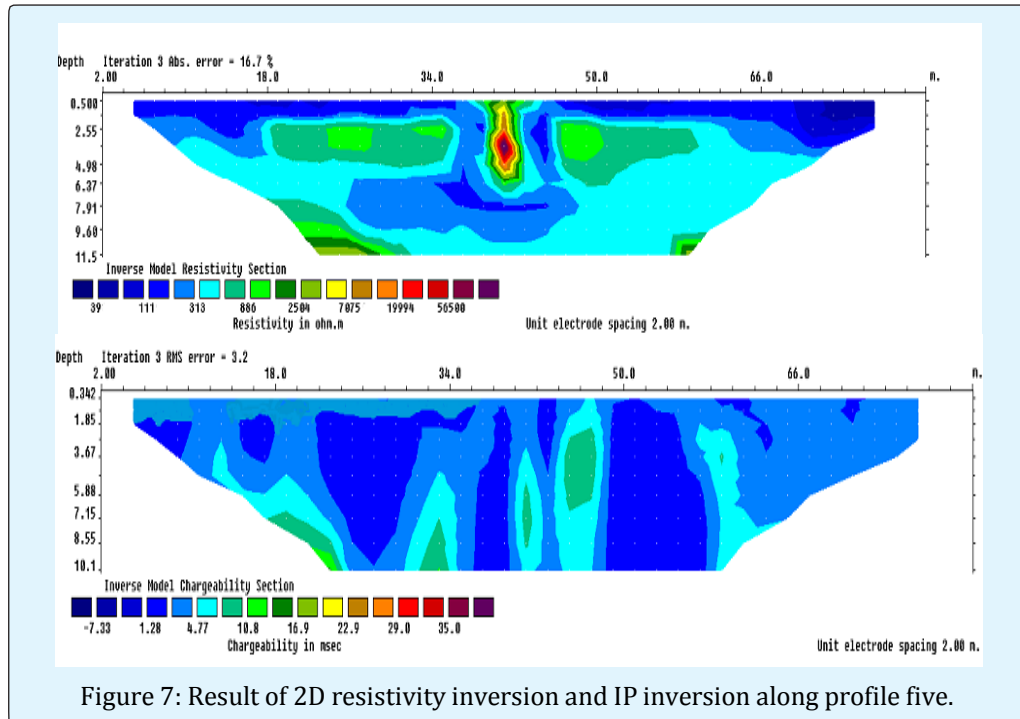 Depth Iteration 3 Abs. error = 16.7 %
2.00 18.0 34.0 50.0 66.0 m.
0.500
2.55
4.98
6.37
7.91
9.60
11.5
Inverse Model Resistivity Section
39 111 313 886 2504 7075 19994 56500
Resistivity in ohm.m Unit electrode spacing 2.00 m.
Depth Iteration 3 RMS error = 3.2
2.00 18.0 34.0 50.0 66.0 m.
0.342
1.85
3.67
5.88
7.15
8.55
10.1
Inverse Model Chargeability Section
-7.33 1.28 4.77 10.8 16.9 22.9 29.0 35.0
Chargeability in msec Unit electrode spacing 2.00 m.
Figure 7: Result of 2D resistivity inversion and IP inversion along profile five.